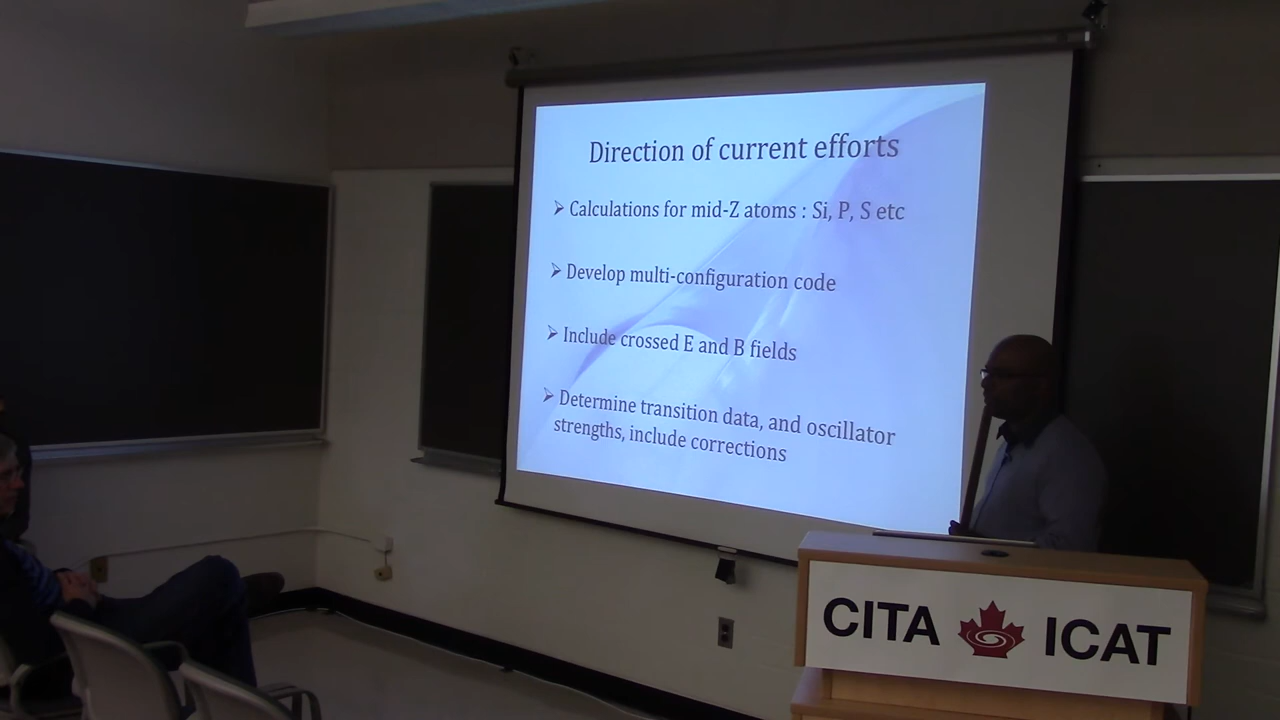 Direction of current efforts
➢ Calculations for mid-Z atoms : Si, P, S etc
➢ Develop multi-configuration code
➢ Include crossed E and B fields
➢ Determine transition data, and oscillator
strengths, include corrections
CITA ICAT